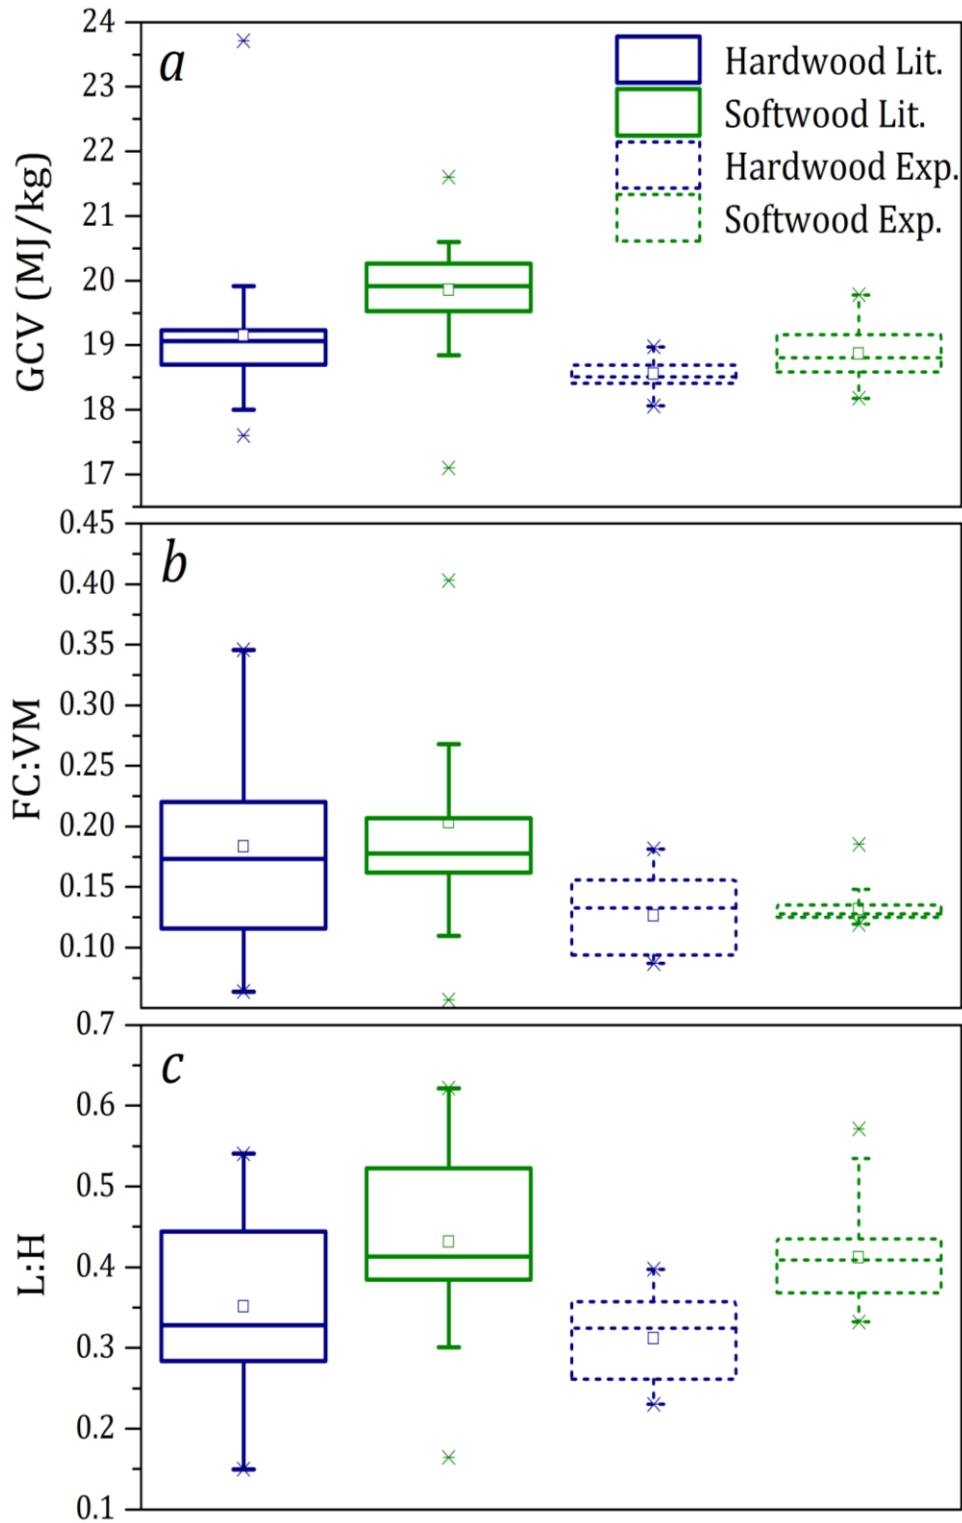 a
Hardwood Lit.
Softwood Lit.
Hardwood Exp.
Softwood Exp.
GCV (MJ/kg)
24
23
22
21
20
19
18
17
b
FC:VM
0.45
0.40
0.35
0.30
0.25
0.20
0.15
0.10
c
L:H
0.7
0.6
0.5
0.4
0.3
0.2
0.1